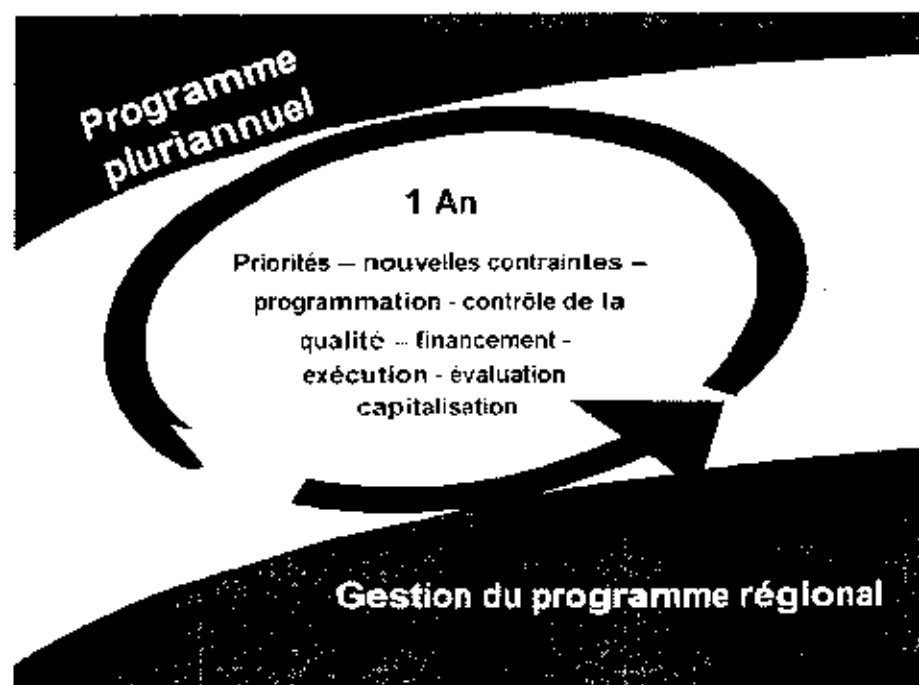 Programme
pluriannuel
1 An
Priorités – nouvelles contraintes –
programmation - contrôle de la
qualité – financement -
exécution - évaluation
capitalisation
Gestion du programme régional